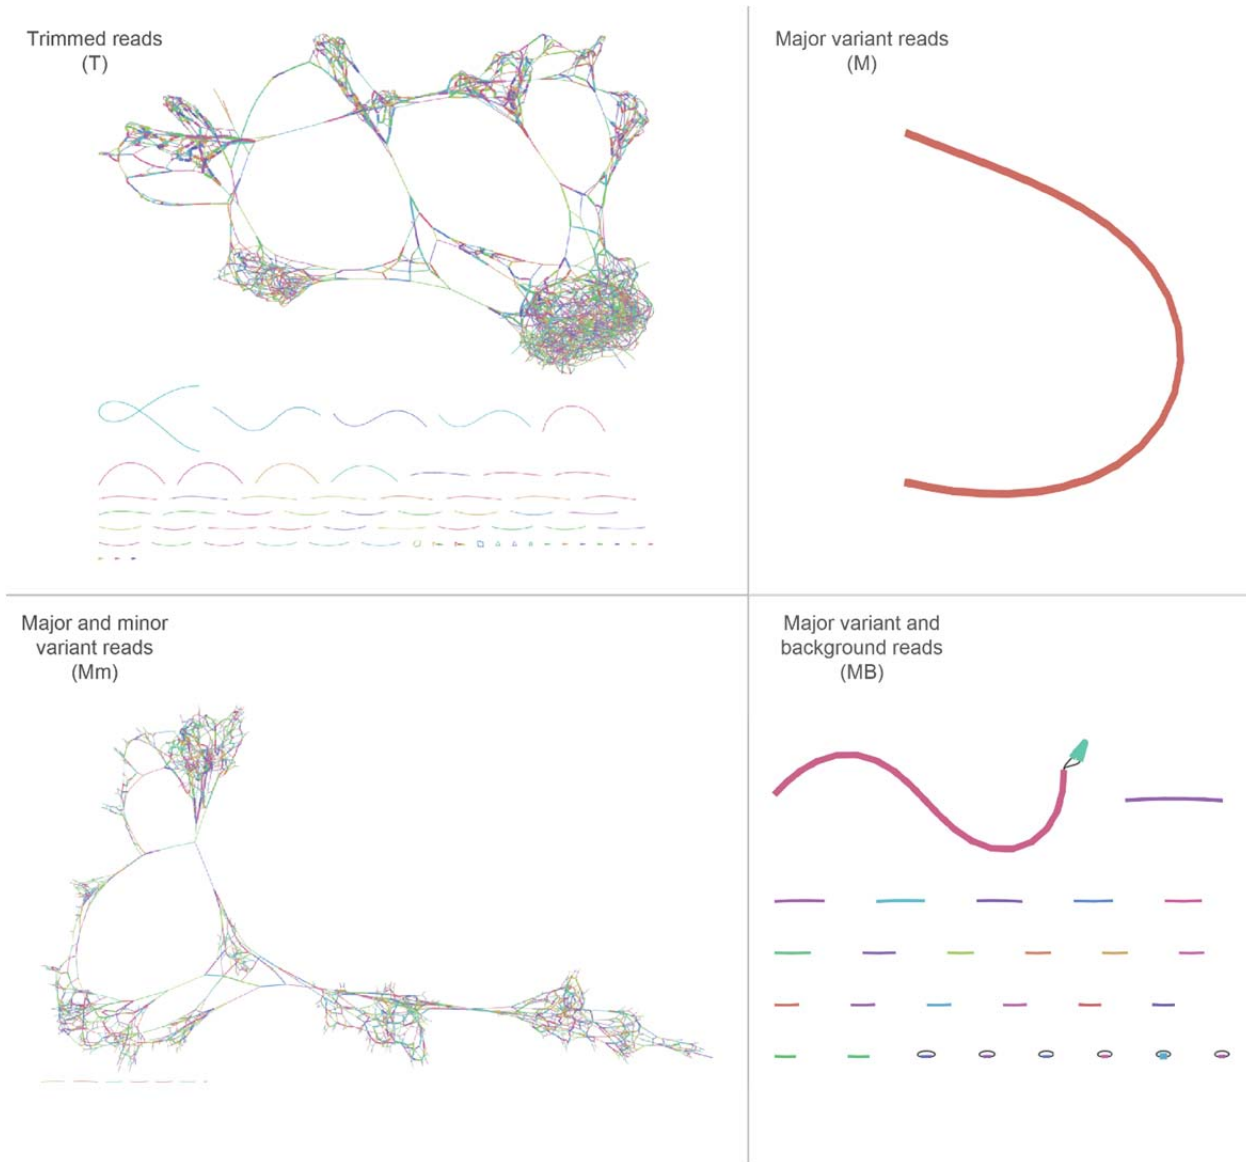 Trimmed reads
(T)
Major variant reads
(M)
Major and minor
variant reads
(Mm)
Major variant and
background reads
(MB)